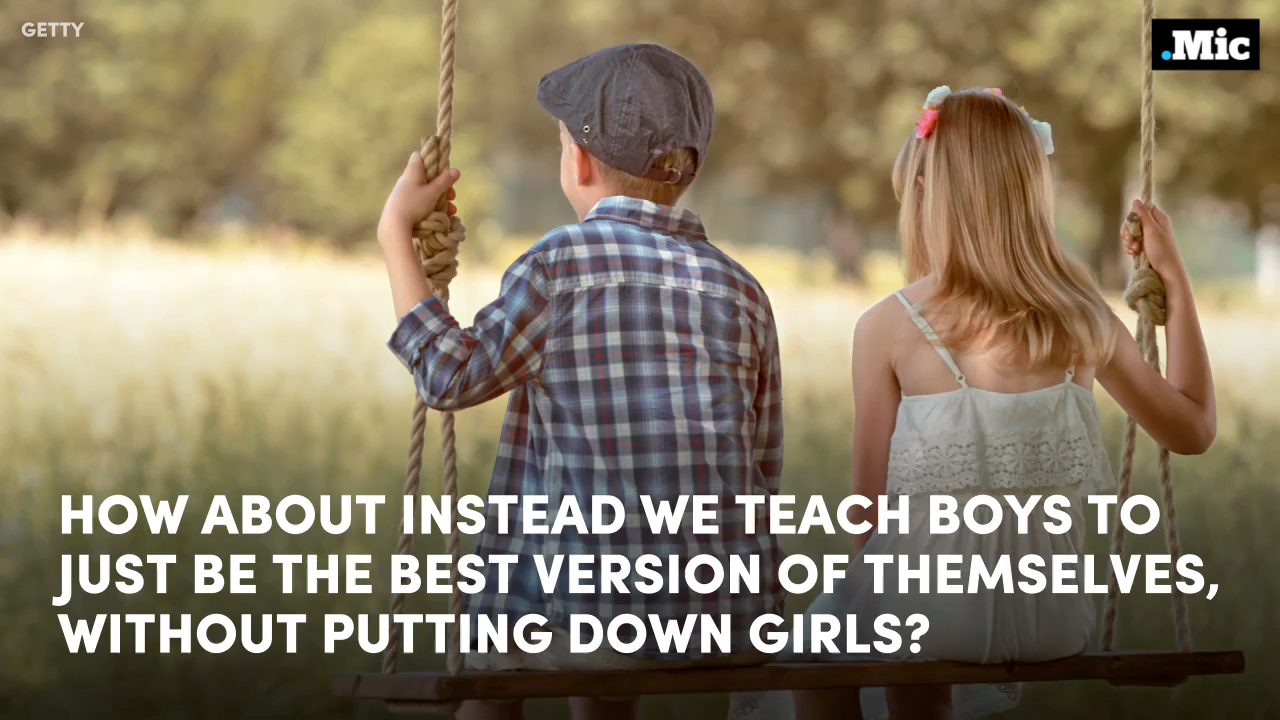 GETTY
.Mic
HOW ABOUT INSTEAD WE TEACH BOYS TO
JUST BE THE BEST VERSION OF THEMSELVES,
WITHOUT PUTTING DOWN GIRLS?